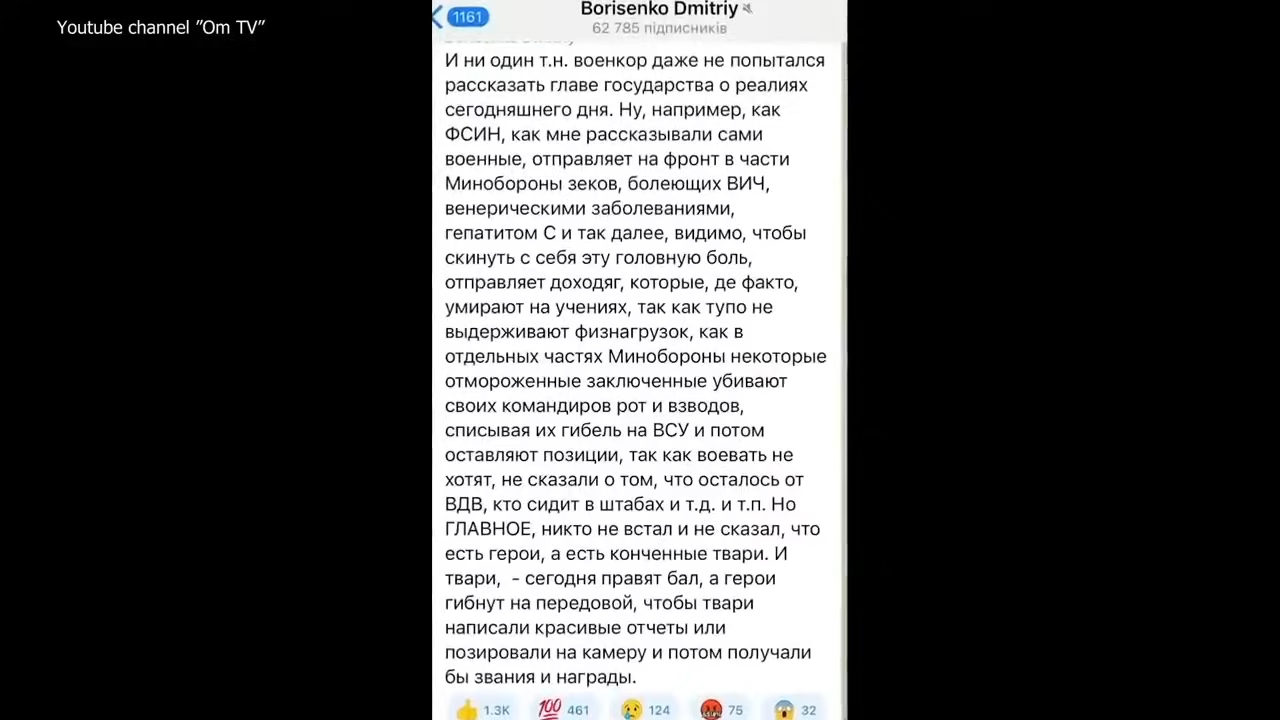 Youtube channel "Om TV"
1161
Borisenko Dmitriy
62 785 підписників
И ни один т.н. военкор даже не попытался
рассказать главе государства о реалиях
сегодняшнего дня. Ну, например, как
ФСИН, как мне рассказывали сами
военные, отправляет на фронт в части
Минобороны зеков, болеющих ВИЧ,
венерическими заболеваниями,
гепатитом С и так далее, видимо, чтобы
скинуть с себя эту головную боль,
отправляет доходяг, которые, де факто,
умирают на учениях, так как тупо не
выдерживают физнагрузок, как в
отдельных частях Минобороны некоторые
отмороженные заключенные убивают
своих командиров рот и взводов,
списывая их гибель на ВСУ и потом
оставляют позиции, так как воевать не
хотят, не сказали о том, что осталось от
ВДВ, кто сидит в штабах и т.д. и т.п. Но
ГЛАВНОЕ, никто не встал и не сказал, что
есть герои, а есть конченные твари. И
твари,  - сегодня правят бал, а герои
гибнут на передовой, чтобы твари
написали красивые отчеты или
позировали на камеру и потом получали
бы звания и награды.
1.3K 461 124 75 32